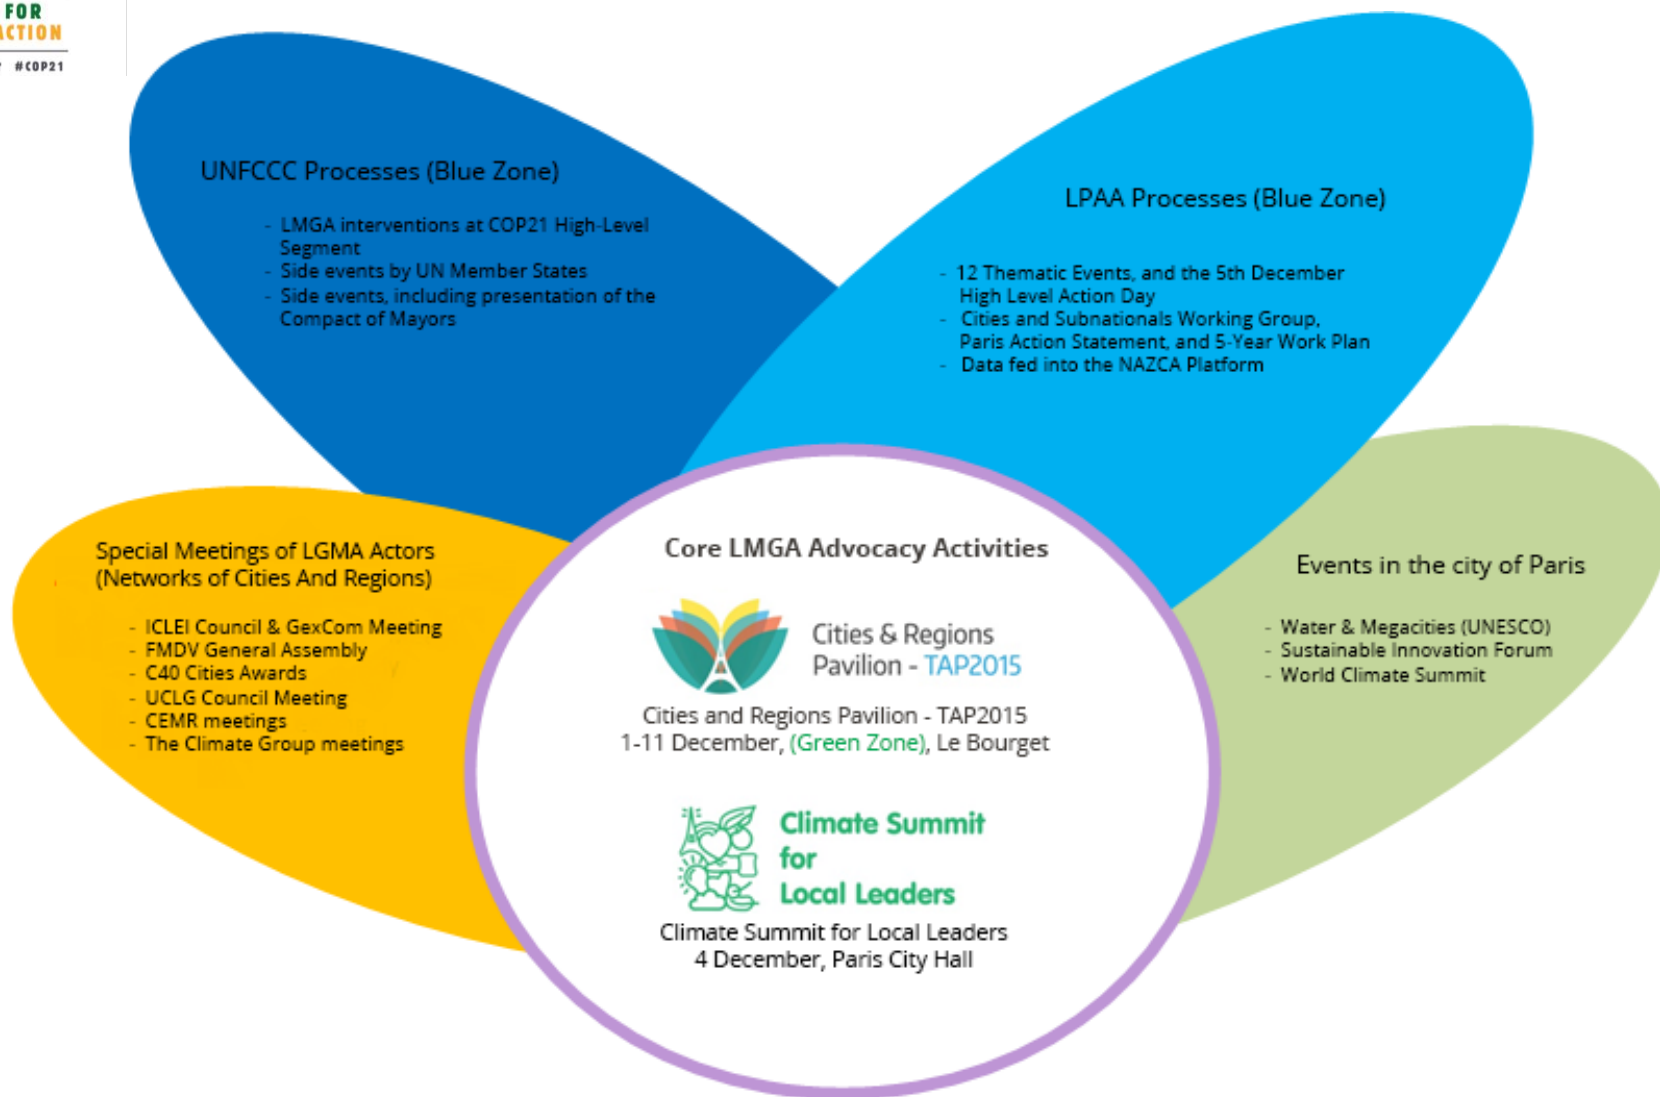 FOR
ACTION
#COP21
UNFCCC Processes (Blue Zone)
- LMGA interventions at COP21 High-Level
Segment
- Side events by UN Member States
- Side events, including presentation of the
Compact of Mayors
LPAA Processes (Blue Zone)
- 12 Thematic Events, and the 5th December
High Level Action Day
- Cities and Subnationals Working Group,
Paris Action Statement, and 5-Year Work Plan
- Data fed into the NAZCA Platform
Special Meetings of LGMA Actors
(Networks of Cities And Regions)
- ICLEI Council & GexCom Meeting
- FMDV General Assembly
- C40 Cities Awards
- UCLG Council Meeting
- CEMR meetings
- The Climate Group meetings
Core LMGA Advocacy Activities
Cities & Regions
Pavilion - TAP2015
Cities and Regions Pavilion - TAP2015
1-11 December, (Green Zone), Le Bourget
Climate Summit
for
Local Leaders
Climate Summit for Local Leaders
4 December, Paris City Hall
Events in the city of Paris
- Water & Megacities (UNESCO)
- Sustainable Innovation Forum
- World Climate Summit